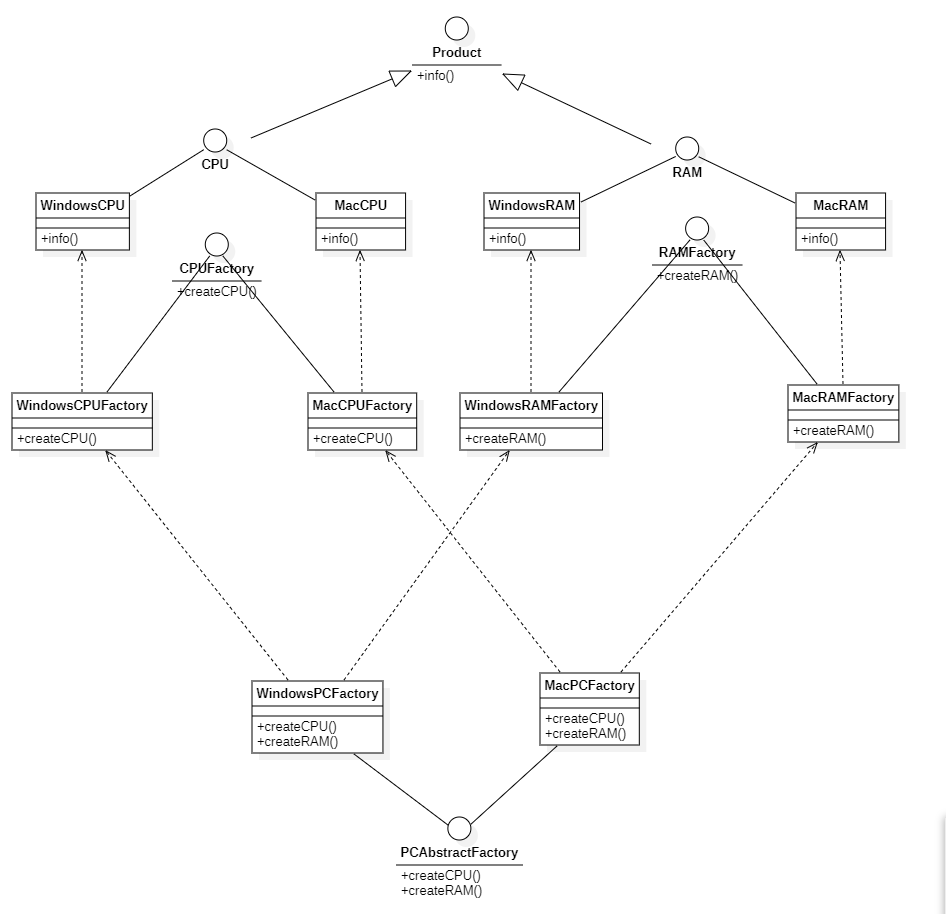 Product
+info()
CPU
RAM
WindowsCPU
+info()
MacCPU
+info()
WindowsRAM
+info()
MacRAM
+info()
CPUFactory
+createCPU()
RAMFactory
+createRAM()
WindowsCPUFactory
+createCPU()
MacCPUFactory
+createCPU()
WindowsRAMFactory
+createRAM()
MacRAMFactory
+createRAM()
WindowsPCFactory
+createCPU()
+createRAM()
MacPCFactory
+createCPU()
+createRAM()
PCAbstractFactory
+createCPU()
+createRAM()